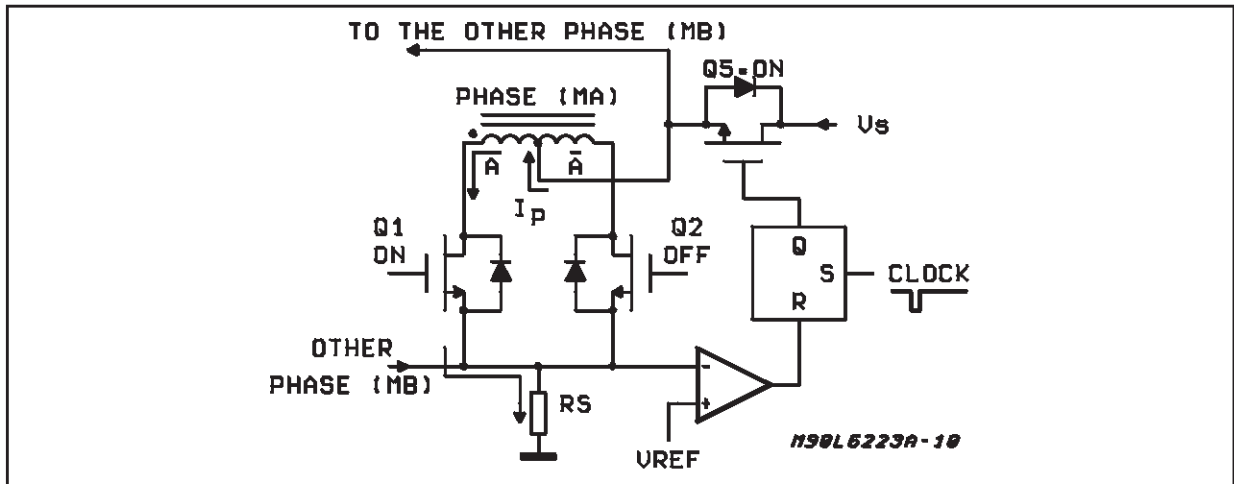 TO THE OTHER PHASE (MB)
Q5=ON
PHASE (MA)
Vs
A
Ā
Ip
Q1
ON
Q2
OFF
Q
S
R
CLOCK
OTHER
PHASE (MB)
RS
-
+
VREF
M90L6223A-10